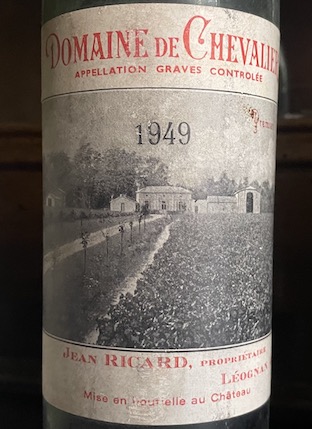 DOMAINE DE CHEVALIER
APPELLATION GRAVES CONTROLÉE
1949
JEAN RICARD, PROPRIÉTAIRE
LÉOGNAN
Mise en bouteille au Château